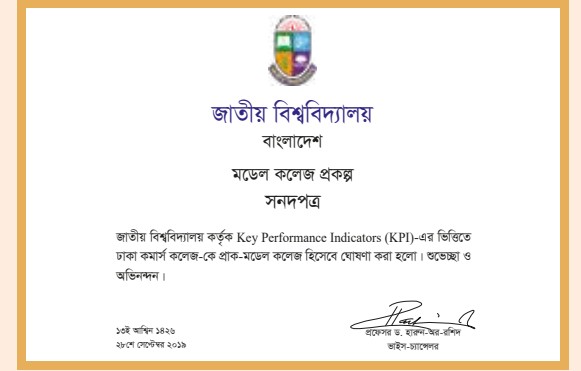 জাতীয় বিশ্ববিদ্যালয়
বাংলাদেশ
মডেল কলেজ প্রকল্প
সনদপত্র
জাতীয় বিশ্ববিদ্যালয় কর্তৃক Key Performance Indicators (KPI)-এর ভিত্তিতে
ঢাকা কমার্স কলেজ-কে প্রাক-মডেল কলেজ হিসেবে ঘোষণা করা হলো। শুভেচ্ছা ও
অভিনন্দন।
১৩ই আশ্বিন ১৪২৬
২৮শে সেপ্টেম্বর ২০১৯
প্রফেসর ড. হারুন-অর-রশিদ
ভাইস-চ্যান্সেলর